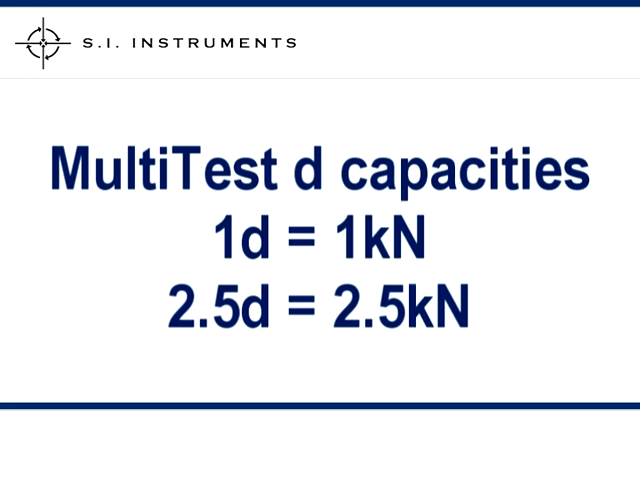 S.I. INSTRUMENTS
MultiTest d capacities
1d = 1kN
2.5d = 2.5kN